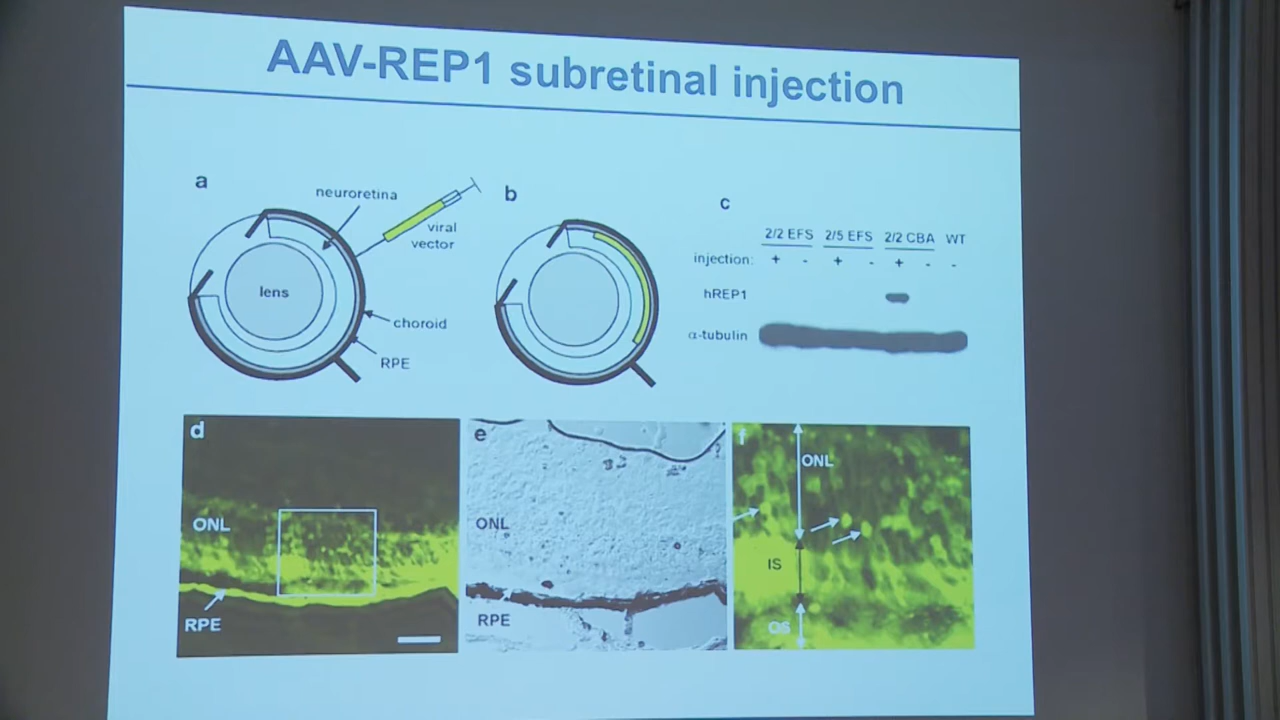 AAV-REP1 subretinal injection
a
neuroretina
viral
vector
lens
choroid
RPE
b
c
2/2 EFS 2/5 EFS 2/2 CBA WT
injection: + - + - + - -
hREP1
α-tubulin
d
ONL
RPE
e
ONL
RPE
f
ONL
IS
OS